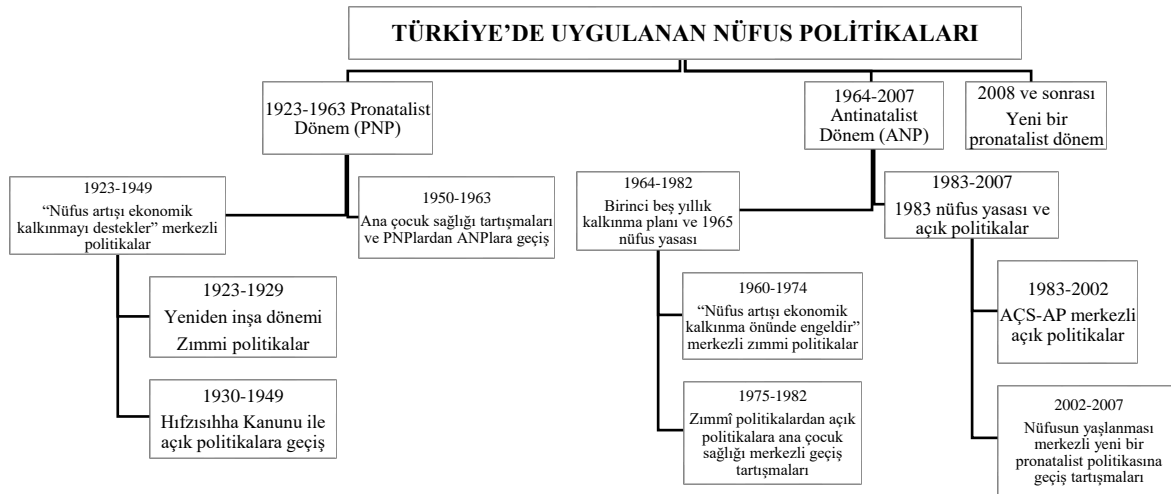 TÜRKİYE’DE UYGULANAN NÜFUS POLİTİKALARI
1923-1963 Pronatalist
Dönem (PNP)
1923-1949
“Nüfus artışı ekonomik
kalkınmayı destekler” merkezli
politikalar
1923-1929
Yeniden inşa dönemi
Zımmi politikalar
1930-1949
Hıfzısıhha Kanunu ile
açık politikalara geçiş
1950-1963
Ana çocuk sağlığı tartışmaları
ve PNPlardan ANPlara geçiş
1964-2007
Antinatalist
Dönem (ANP)
1964-1982
Birinci beş yıllık
kalkınma planı ve 1965
nüfus yasası
1960-1974
“Nüfus artışı ekonomik
kalkınma önünde engeldir”
merkezli zımmi politikalar
1975-1982
Zımmî politikalardan açık
politikalara ana çocuk
sağlığı merkezli geçiş
tartışmaları
1983-2007
1983 nüfus yasası ve
açık politikalar
1983-2002
AÇS-AP merkezli
açık politikalar
2002-2007
Nüfusun yaşlanması
merkezli yeni bir
pronatalist politikasına
geçiş tartışmaları
2008 ve sonrası
Yeni bir
pronatalist dönem